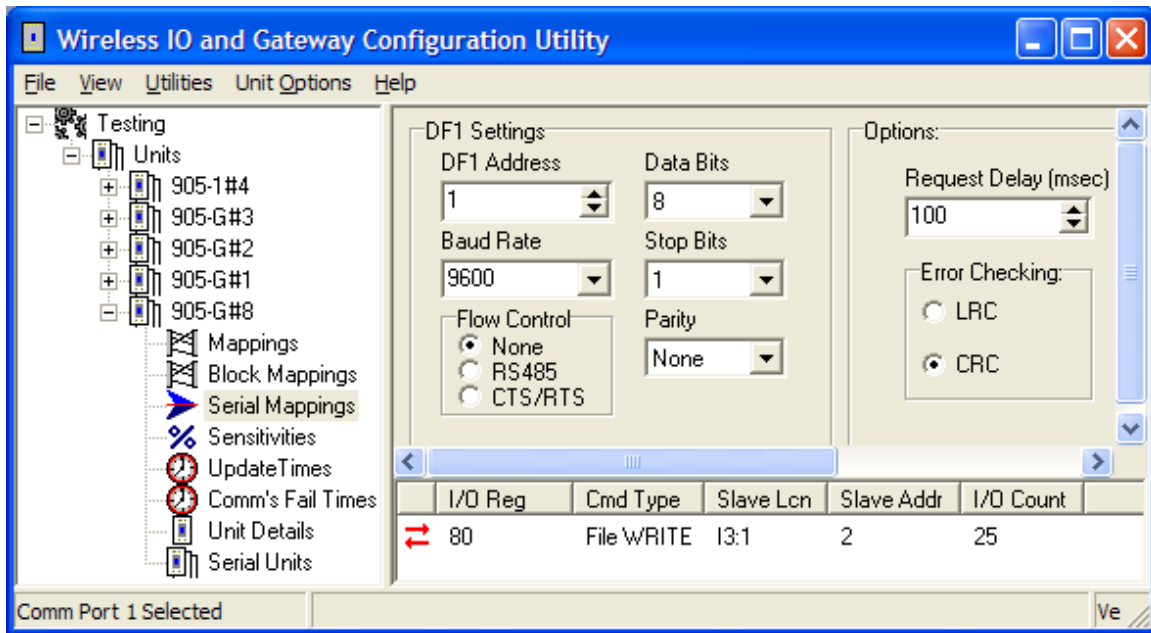 Wireless IO and Gateway Configuration Utility
File View Utilities Unit Options Help
Testing
Units
905-1#4
905-G#3
905-G#2
905-G#1
905-G#8
Mappings
Block Mappings
Serial Mappings
Sensitivities
UpdateTimes
Comm's Fail Times
Unit Details
Serial Units
DF1 Settings
DF1 Address
1
Data Bits
8
Baud Rate
9600
Stop Bits
1
Flow Control
None
RS485
CTS/RTS
Parity
None
Options:
Request Delay (msec)
100
Error Checking:
LRC
CRC
I/O Reg Cmd Type Slave Lcn Slave Addr I/O Count
80 File WRITE I3:1 2 25
Comm Port 1 Selected
Ve